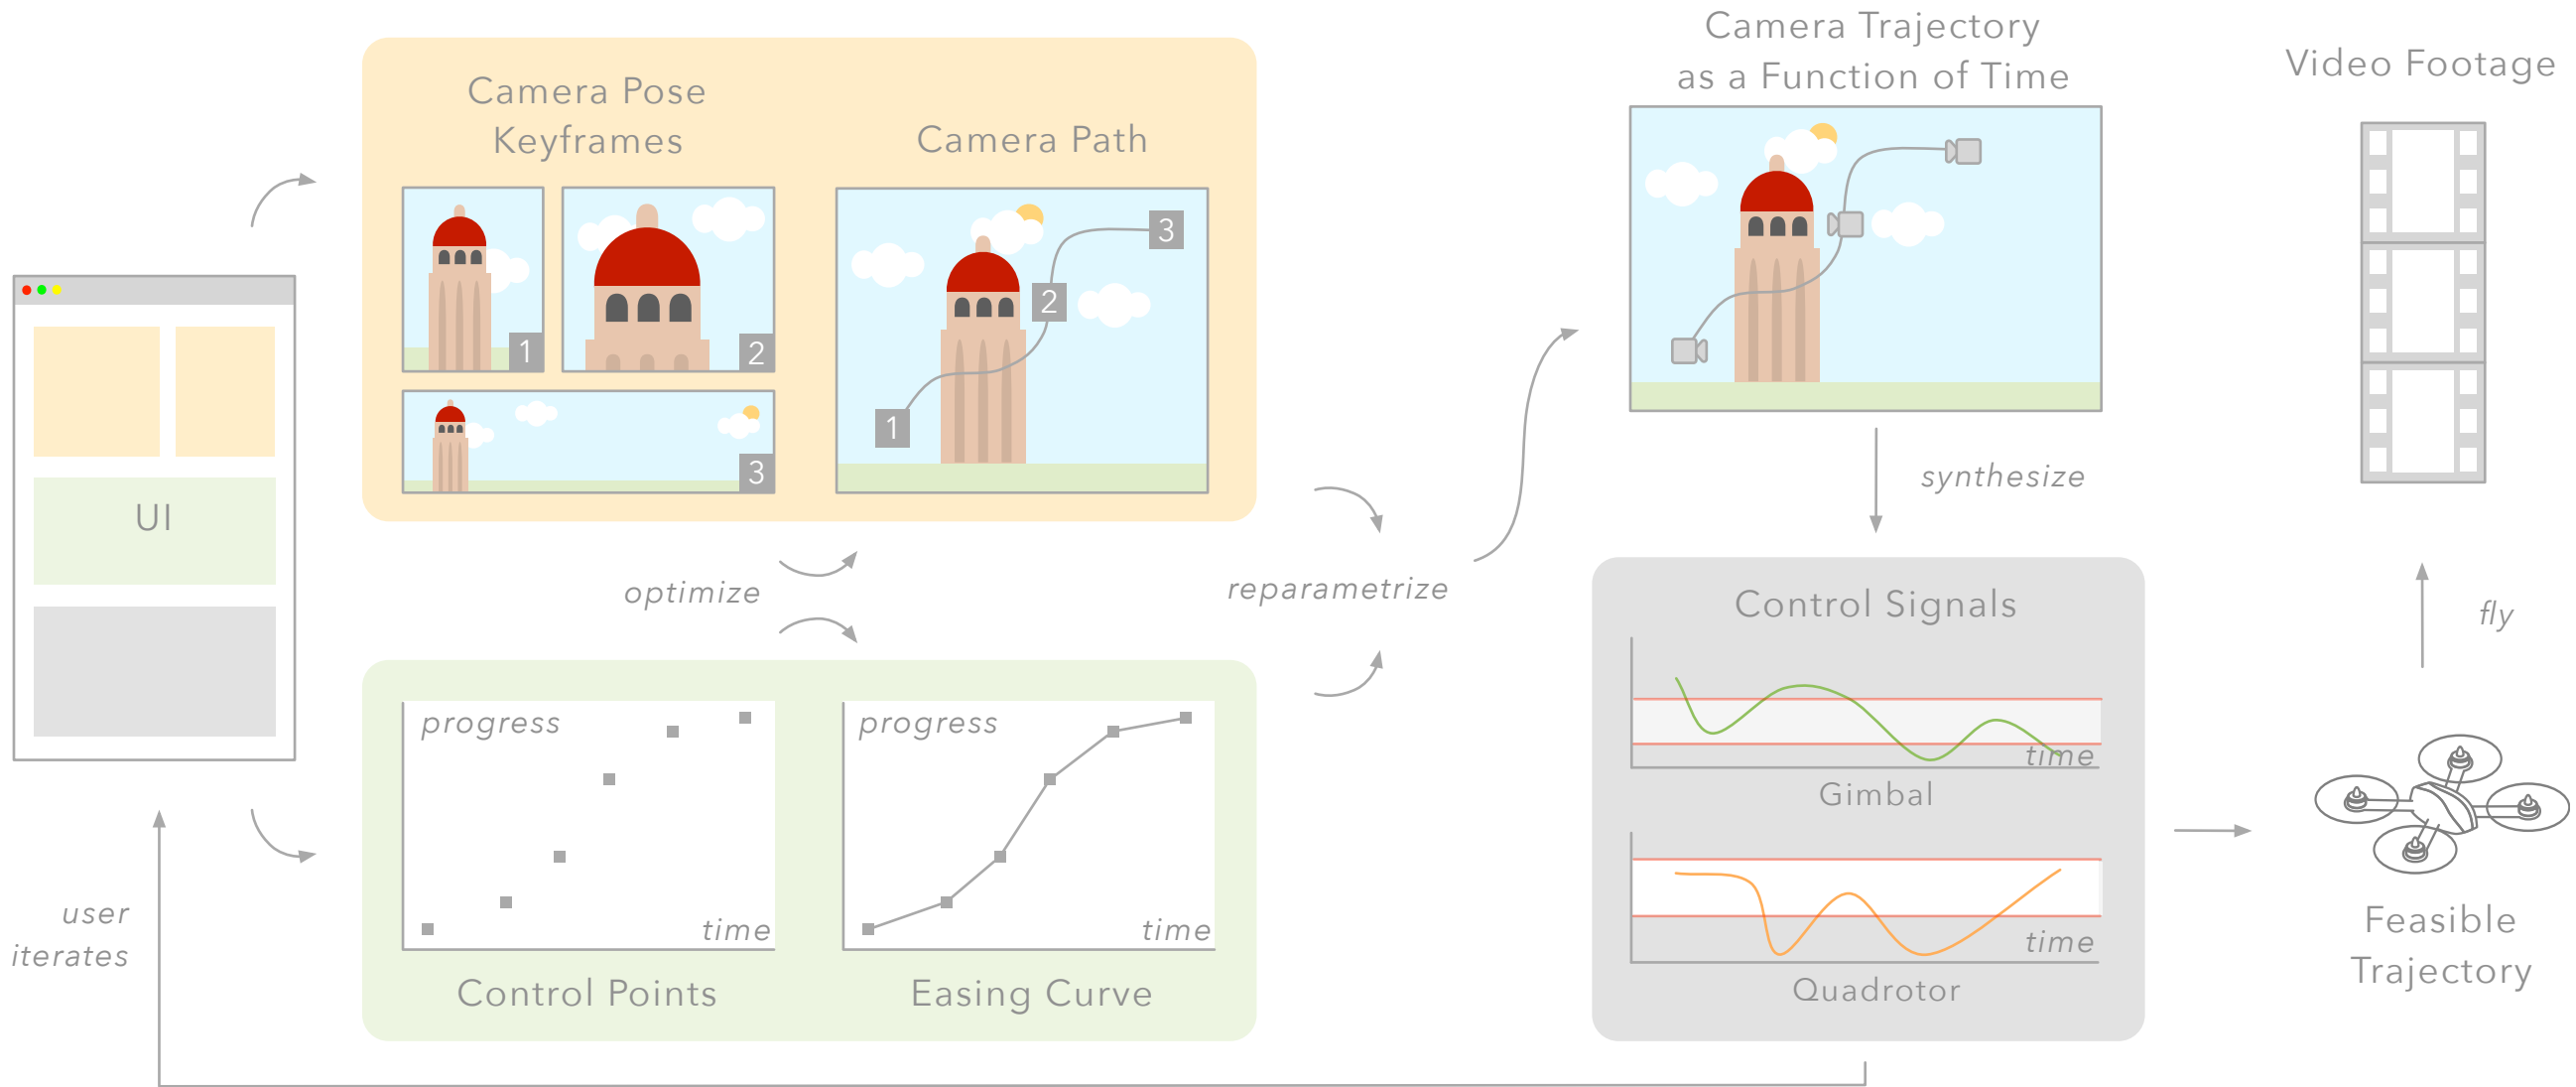 UI
user
iterates
Camera Pose
Keyframes
1
2
3
Camera Path
1
2
3
optimize
progress
time
Control Points
progress
time
Easing Curve
reparametrize
Camera Trajectory
as a Function of Time
synthesize
Control Signals
time
Gimbal
time
Quadrotor
Video Footage
fly
Feasible
Trajectory